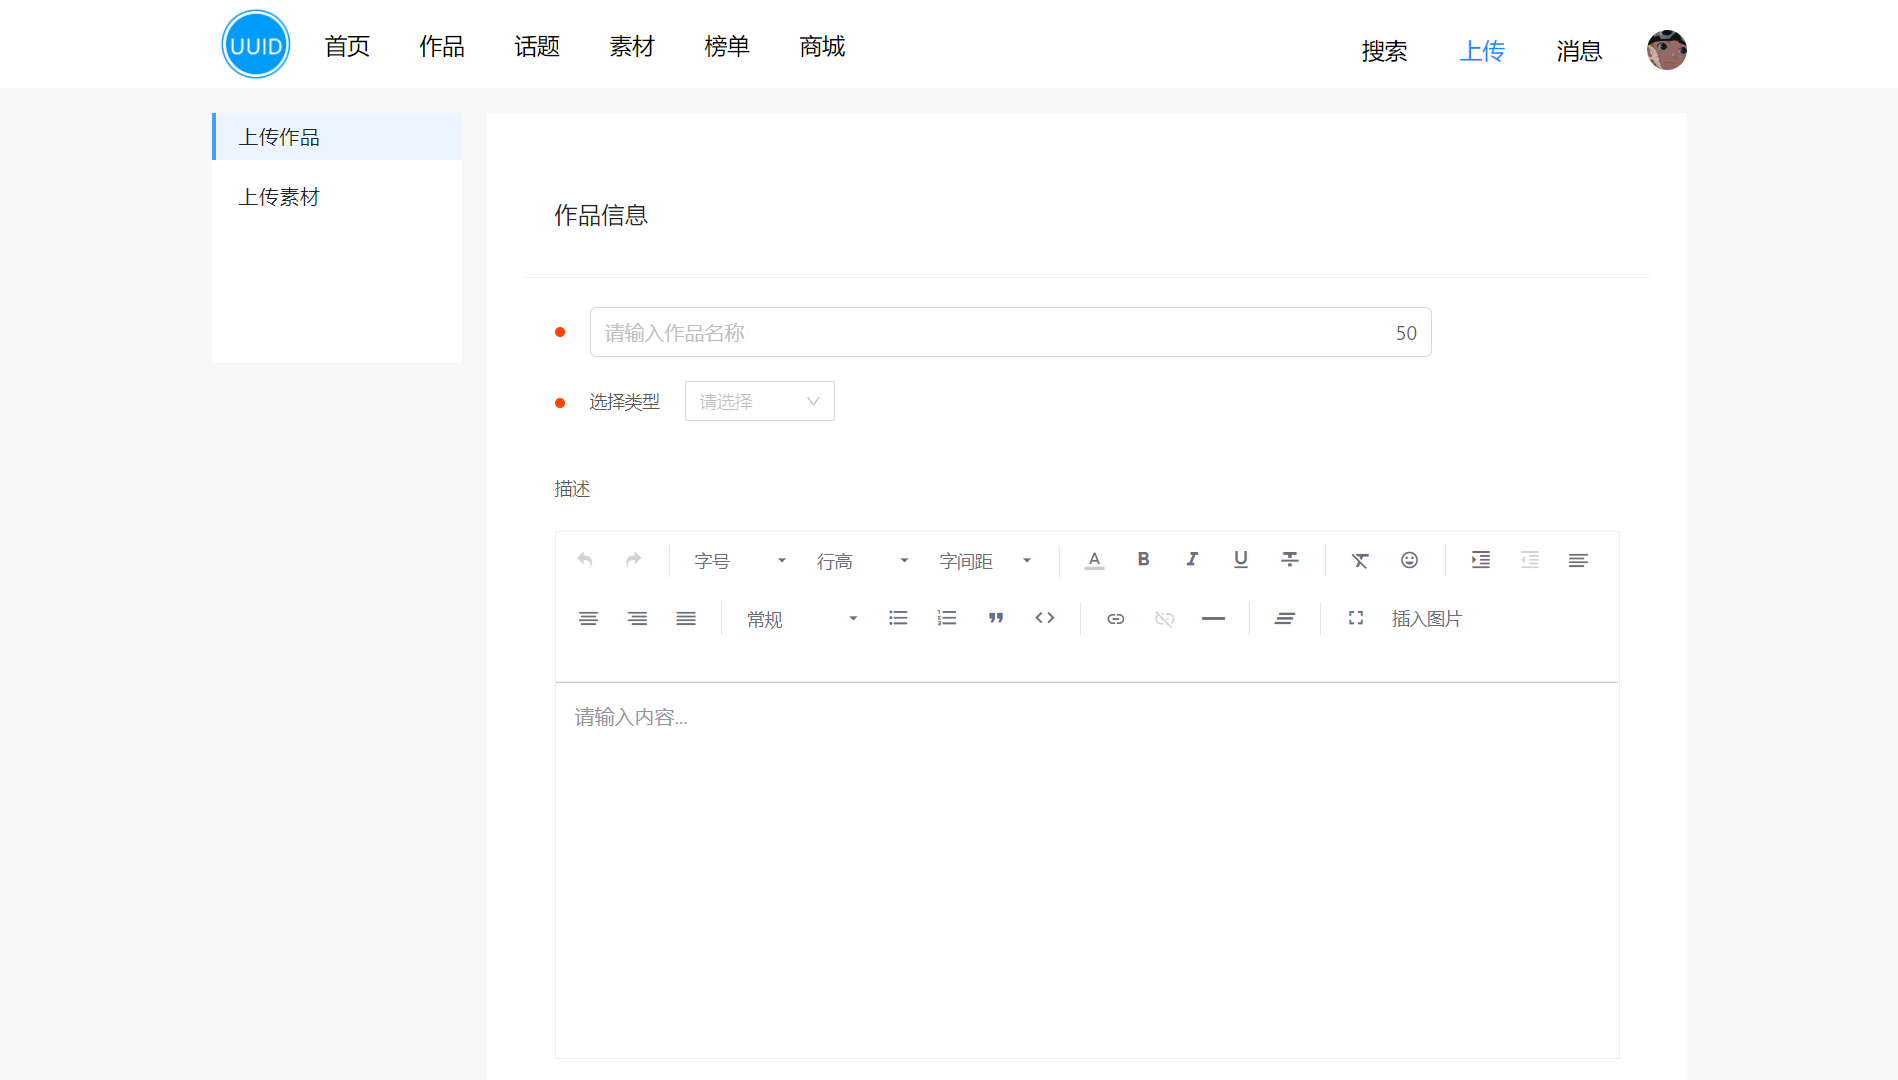 UUID 首页 作品 话题 素材 榜单 商城 搜索 上传 消息
上传作品
上传素材
作品信息
请输入作品名称 50
选择类型 请选择
描述
字号 行高 字间距 A B I U
常规 插入图片
请输入内容...